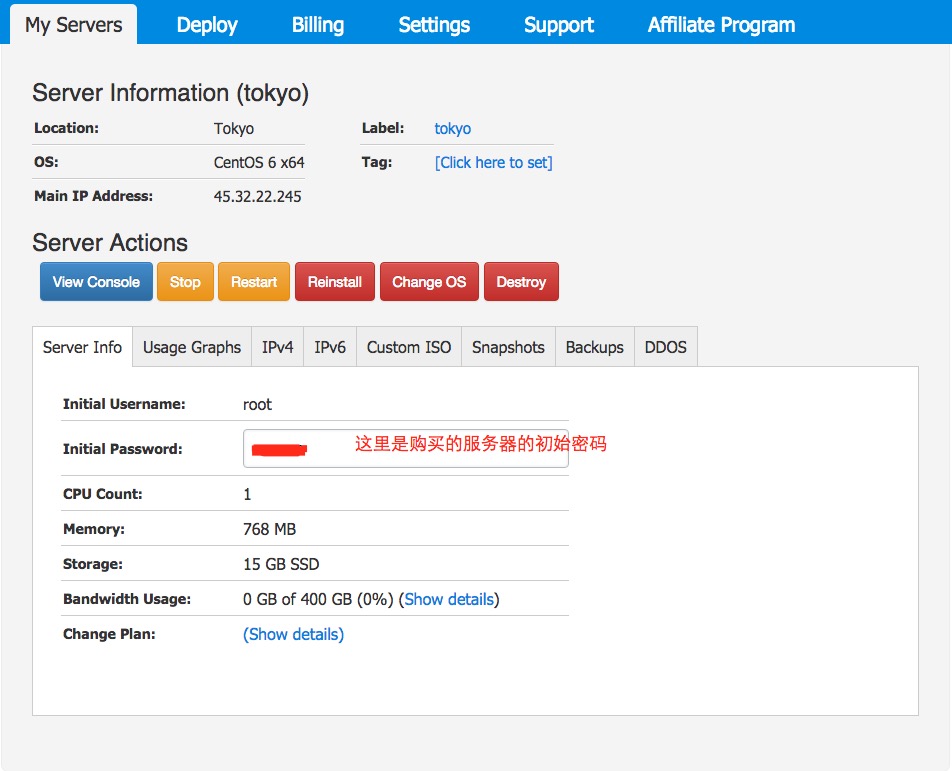 My Servers Deploy Billing Settings Support Affiliate Program
Server Information (tokyo)
Location: Tokyo Label: tokyo
OS: CentOS 6 x64 Tag: [Click here to set]
Main IP Address: 45.32.22.245
Server Actions
View Console Stop Restart Reinstall Change OS Destroy
Server Info Usage Graphs IPv4 IPv6 Custom ISO Snapshots Backups DDOS
Initial Username: root
Initial Password: 这里是购买的服务器的初始密码
CPU Count: 1
Memory: 768 MB
Storage: 15 GB SSD
Bandwidth Usage: 0 GB of 400 GB (0%) (Show details)
Change Plan: (Show details)